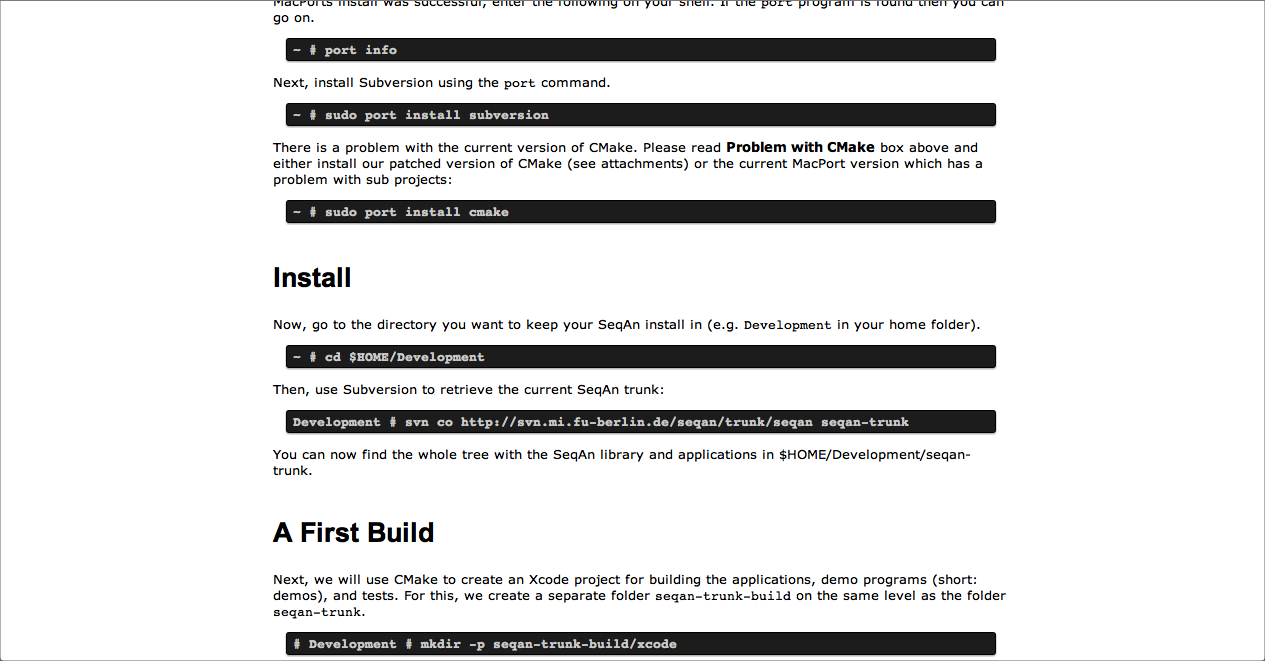 MacPorts install was successful, enter the following on your shell. If the port program is found then you can
go on.
~ # port info
Next, install Subversion using the port command.
~ # sudo port install subversion
There is a problem with the current version of CMake. Please read Problem with CMake box above and
either install our patched version of CMake (see attachments) or the current MacPort version which has a
problem with sub projects:
~ # sudo port install cmake
Install
Now, go to the directory you want to keep your SeqAn install in (e.g. Development in your home folder).
~ # cd $HOME/Development
Then, use Subversion to retrieve the current SeqAn trunk:
Development # svn co http://svn.mi.fu-berlin.de/seqan/trunk/seqan seqan-trunk
You can now find the whole tree with the SeqAn library and applications in $HOME/Development/seqan-
trunk.
A First Build
Next, we will use CMake to create an Xcode project for building the applications, demo programs (short:
demos), and tests. For this, we create a separate folder seqan-trunk-build on the same level as the folder
seqan-trunk.
# Development # mkdir -p seqan-trunk-build/xcode